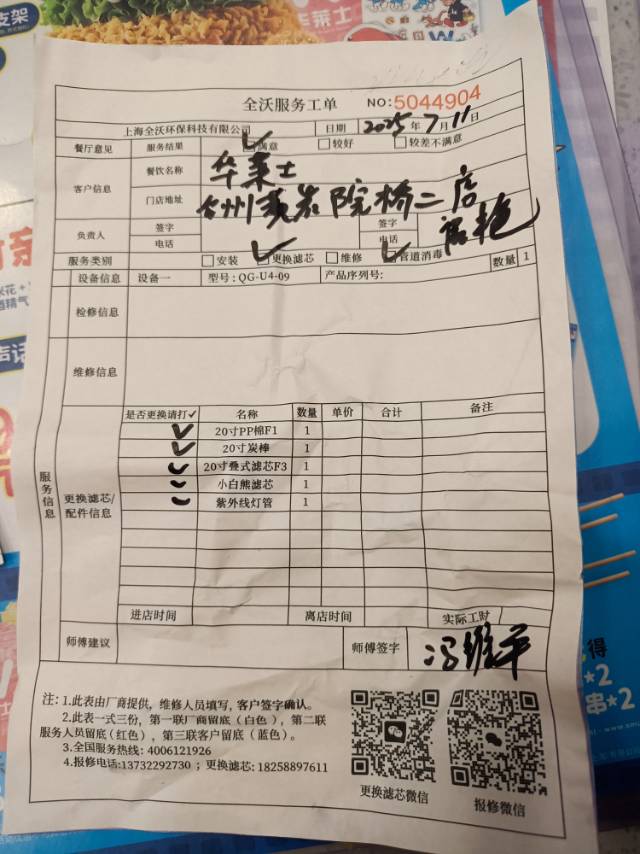 支架
全沃服务工单
NO:5044904
上海全沃环保科技有限公司 日期 2025年7月11日
餐厅意见 服务结果 满意 较好 较差不满意
客户信息 餐饮名称 华莱士
门店地址 台州黄岩院桥二店
负责人 签字 电话 签字 电话
服务类别 安装 更换滤芯 维修 管道消毒 数量 1
设备信息 设备一 型号: QG-U4-09 产品序列号:
检修信息
维修信息
服务信息
更换滤芯/配件信息
是否更换请打✓ 名称 数量 单价 合计 备注
✓ 20寸PP棉F1 1
✓ 20寸炭棒 1
✓ 20寸叠式滤芯F3 1
✓ 小白熊滤芯 1
✓ 紫外线灯管 1
进店时间 离店时间 实际工时
师傅建议 师傅签字 冯维平
注: 1.此表由厂商提供，维修人员填写, 客户签字确认。
2.此表一式三份，第一联厂商留底（白色），第二联
服务人员留底(红色)，第三联客户留底（蓝色）。
3.全国服务热线: 4006121926
4.报修电话:13732292730 ；更换滤芯: 18258897611
更换滤芯微信
报修微信
得
*2
串*2